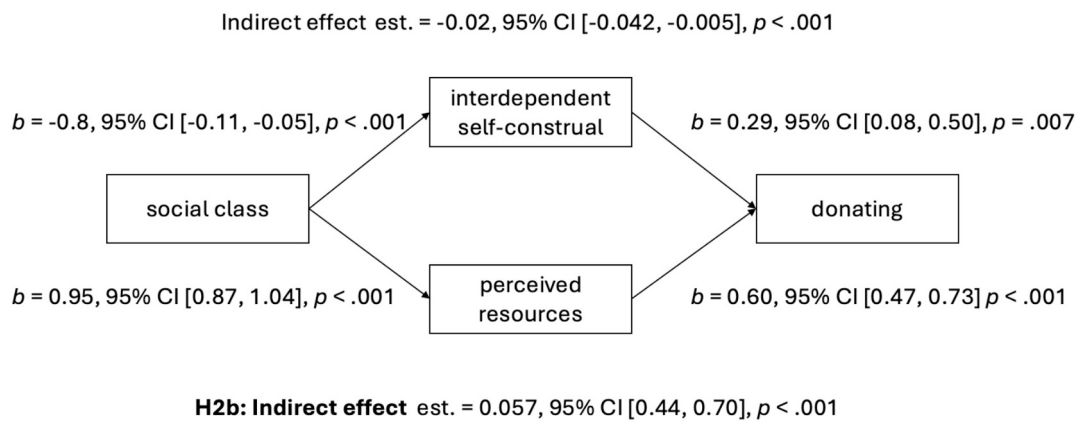 Indirect effect est. = -0.02, 95% CI [-0.042, -0.005], p < .001
interdependent
self-construal
b = -0.8, 95% CI [-0.11, -0.05], p < .001
b = 0.29, 95% CI [0.08, 0.50], p = .007
social class
donating
perceived
resources
b = 0.95, 95% CI [0.87, 1.04], p < .001
b = 0.60, 95% CI [0.47, 0.73] p < .001
H2b: Indirect effect est. = 0.057, 95% CI [0.44, 0.70], p < .001